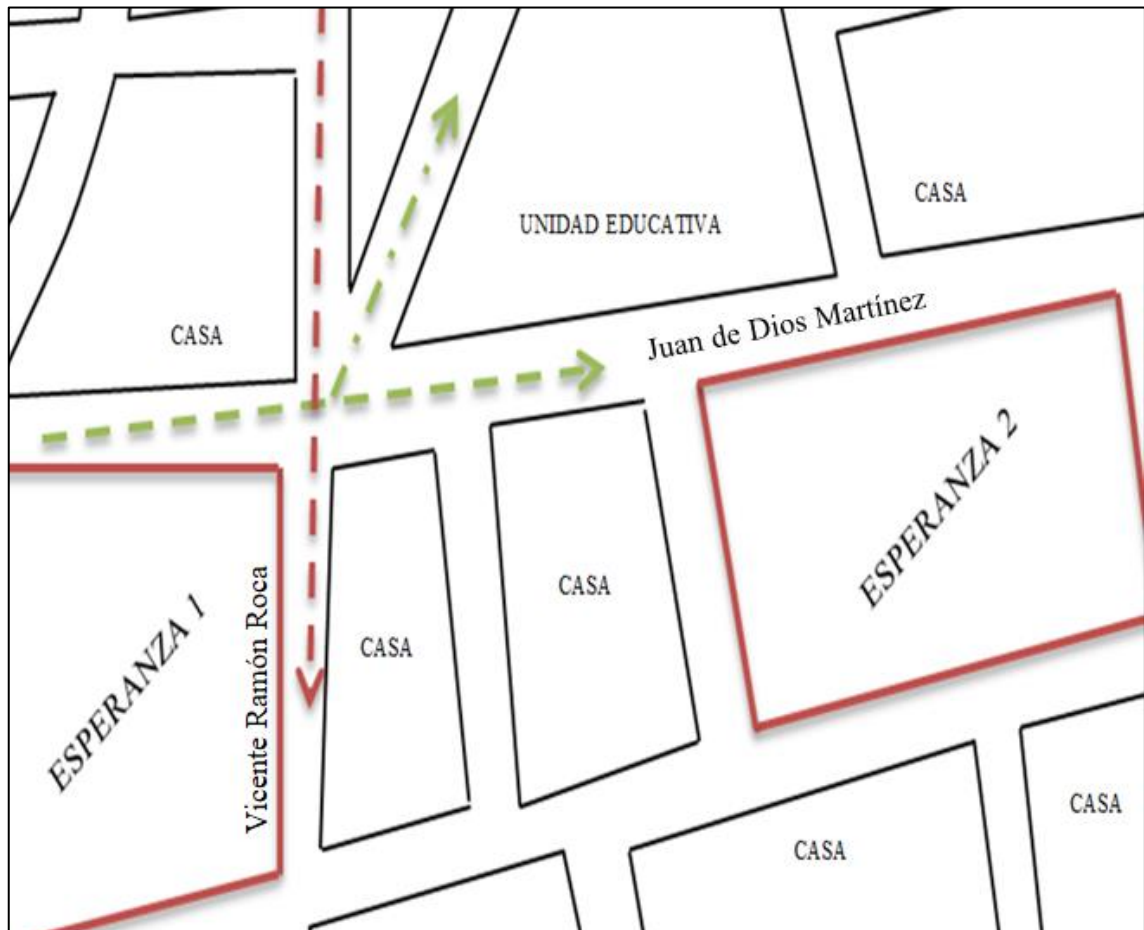 CASA
UNIDAD EDUCATIVA
CASA
Juan de Dios Martínez
ESPERANZA 1
Vicente Ramón Roca
CASA
CASA
ESPERANZA 2
CASA
CASA